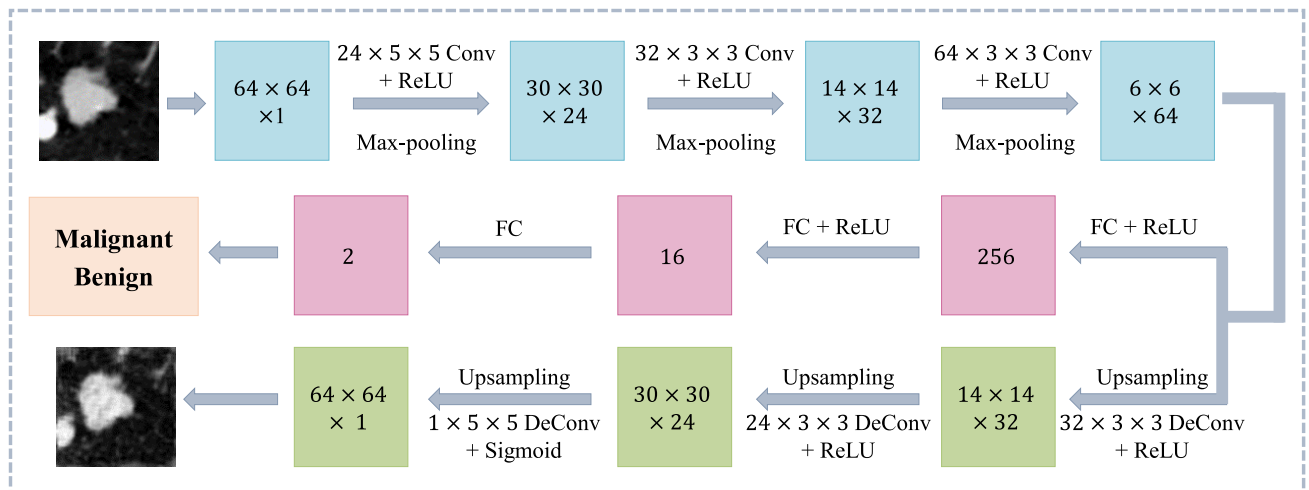 24 × 5 × 5 Conv
+ ReLU
32 × 3 × 3 Conv
+ ReLU
64 × 3 × 3 Conv
+ ReLU
64 × 64
×1
30 × 30
× 24
14 × 14
× 32
6 × 6
× 64
Max-pooling
Max-pooling
Max-pooling
Malignant
Benign
2
FC
16
FC + ReLU
256
FC + ReLU
64 × 64
× 1
Upsampling
1 × 5 × 5 DeConv
+ Sigmoid
30 × 30
× 24
Upsampling
24 × 3 × 3 DeConv
+ ReLU
14 × 14
× 32
Upsampling
32 × 3 × 3 DeConv
+ ReLU